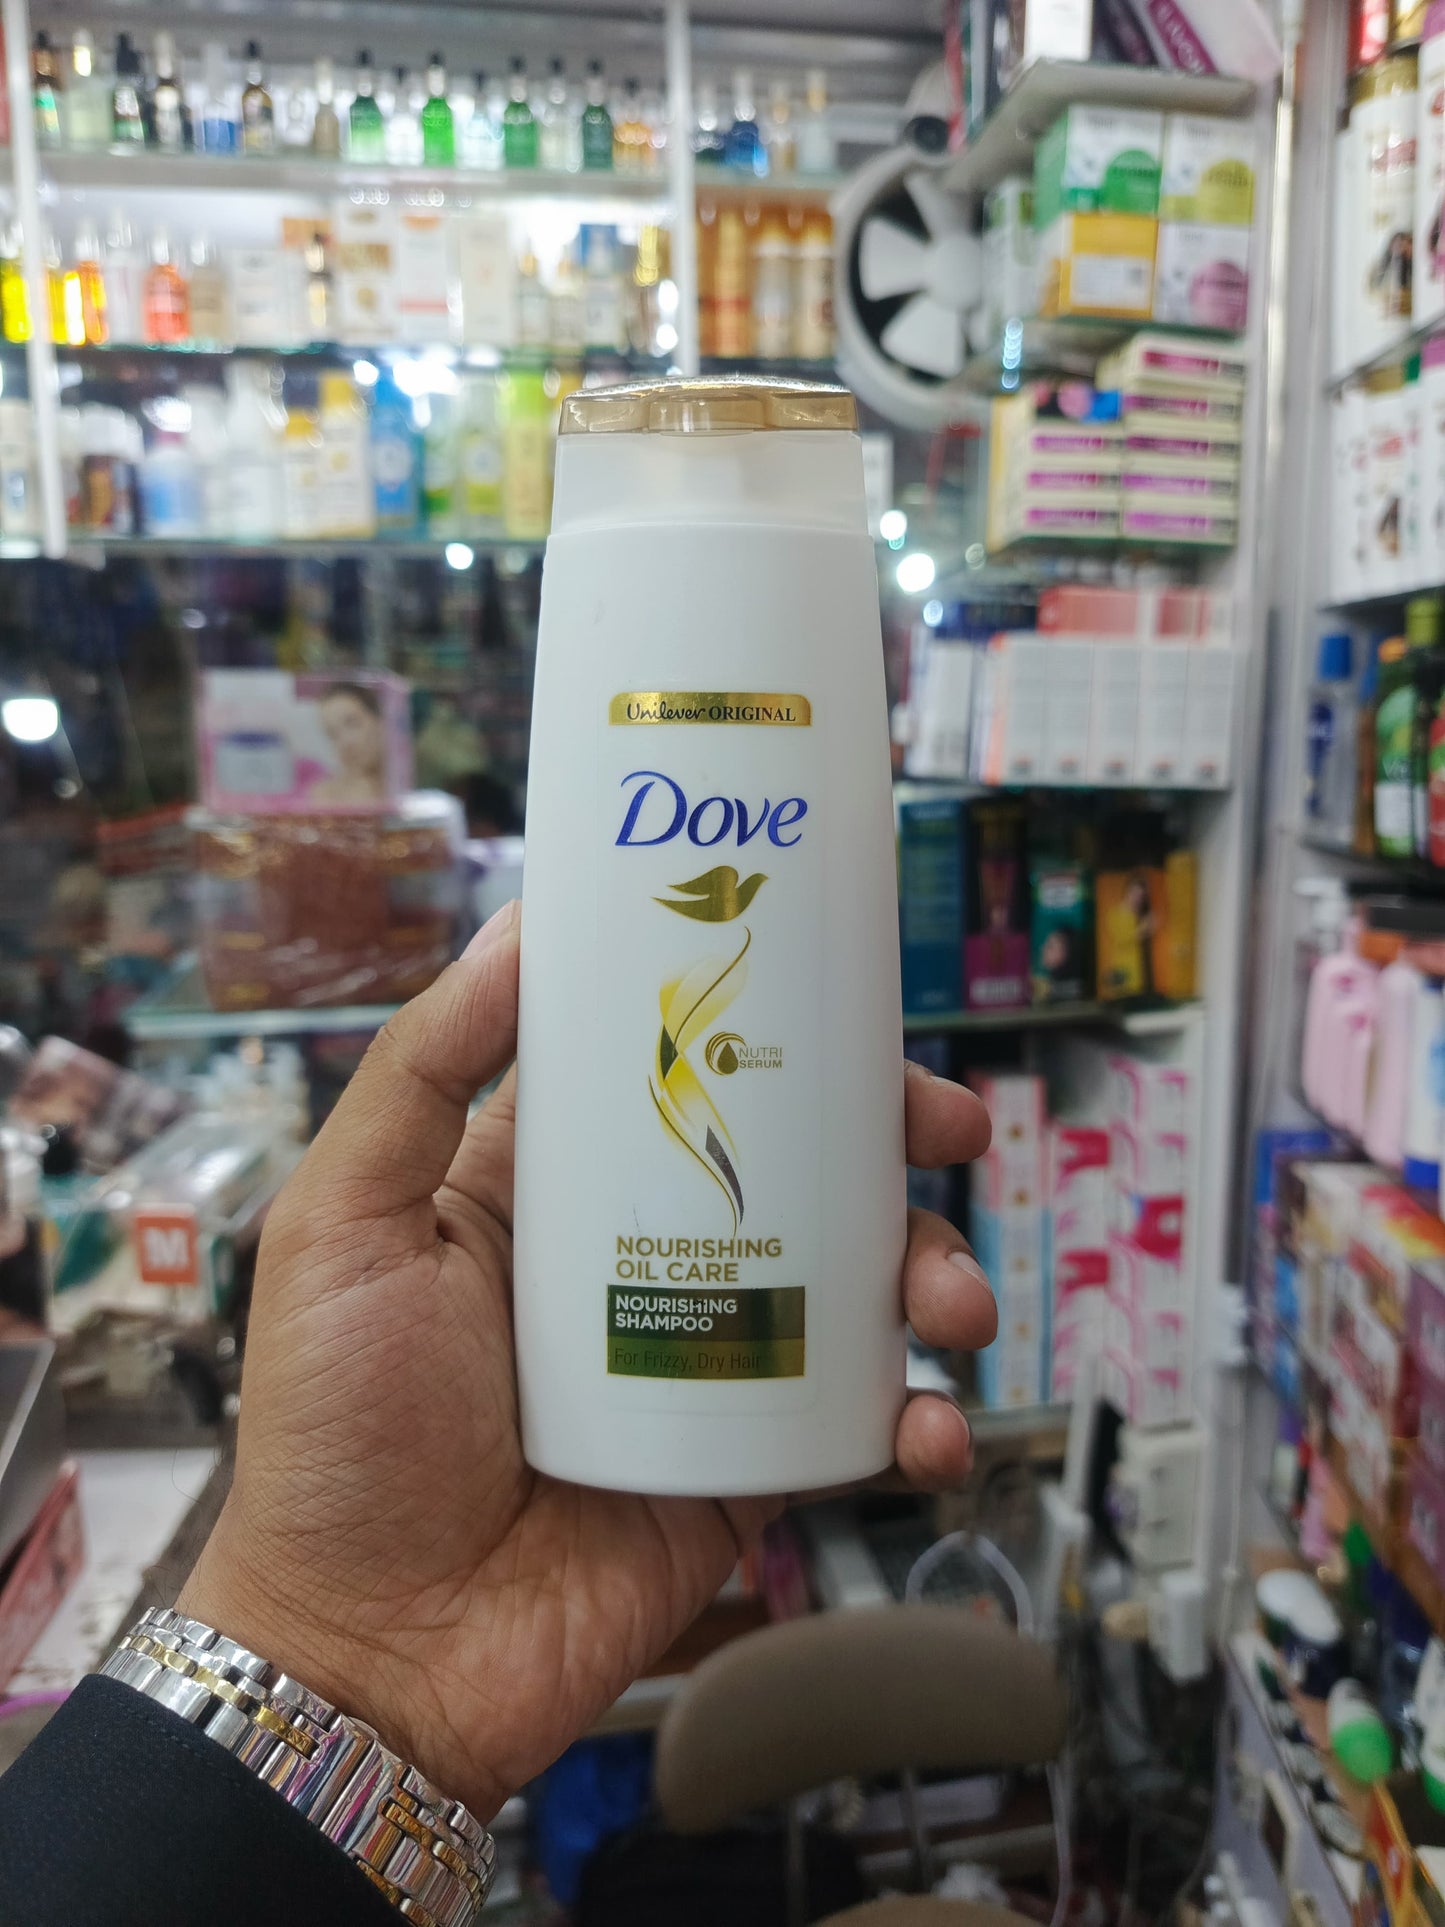 Unilever ORIGINAL
Dove
NUTRI
SERUM
NOURISHING
OIL CARE
NOURISHING
SHAMPOO
For Frizzy, Dry Hair